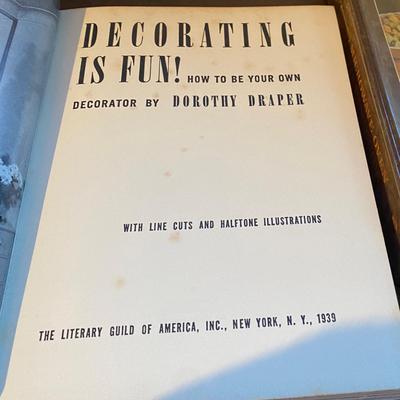 DECORATING
IS FUN! HOW TO BE YOUR OWN
DECORATOR BY DOROTHY DRAPER
WITH LINE CUTS AND HALFTONE ILLUSTRATIONS
THE LITERARY GUILD OF AMERICA, INC., NEW YORK, N. Y., 1939